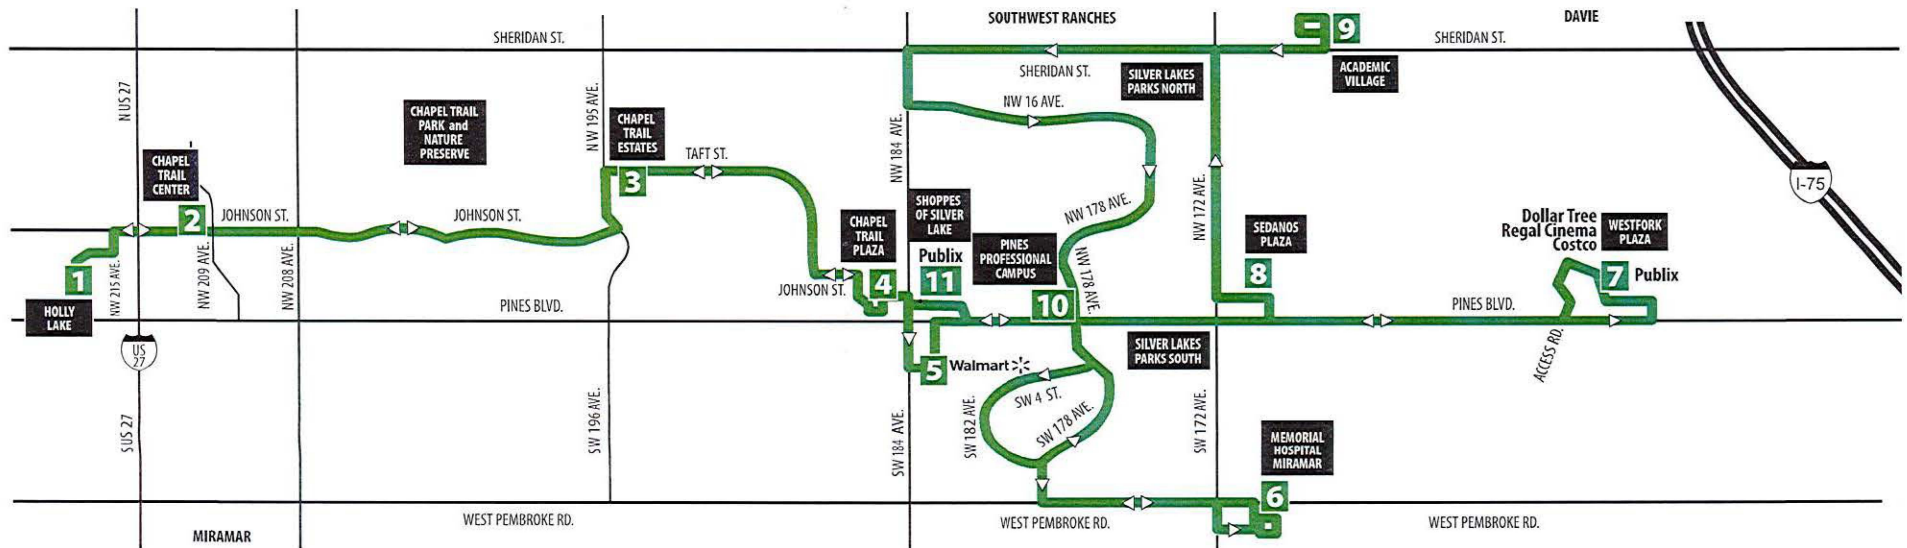 SOUTHWEST RANCHES
DAVIE
9
SHERIDAN ST.
SHERIDAN ST.
SHERIDAN ST.
ACADEMIC
VILLAGE
SILVER LAKES
PARKS NORTH
N US 27
NW 195 AVE.
CHAPEL TRAIL
PARK and
NATURE
PRESERVE
CHAPEL
TRAIL
ESTATES
NW 16 AVE.
NW 184 AVE.
TAFT ST.
CHAPEL
TRAIL
CENTER
3
I-75
NW 172 AVE.
2
JOHNSON ST.
JOHNSON ST.
CHAPEL
TRAIL
PLAZA
SHOPPES
OF SILVER
LAKE
NW 178 AVE.
NW 178 AVE.
SEDANOS
PLAZA
Dollar Tree
Regal Cinema
Costco
WESTFORK
PLAZA
Publix
PINES
PROFESSIONAL
CAMPUS
1
NW 215 AVE.
NW 209 AVE.
NW 208 AVE.
JOHNSON ST.
4
11
8
7
Publix
10
HOLLY
LAKE
PINES BLVD.
PINES BLVD.
US
27
5
Walmart
SILVER LAKES
PARKS SOUTH
ACCESS RD.
SW 4 ST.
S US 27
SW 196 AVE.
SW 184 AVE.
SW 182 AVE.
SW 178 AVE.
SW 172 AVE.
MEMORIAL
HOSPITAL
MIRAMAR
6
WEST PEMBROKE RD.
WEST PEMBROKE RD.
WEST PEMBROKE RD.
MIRAMAR